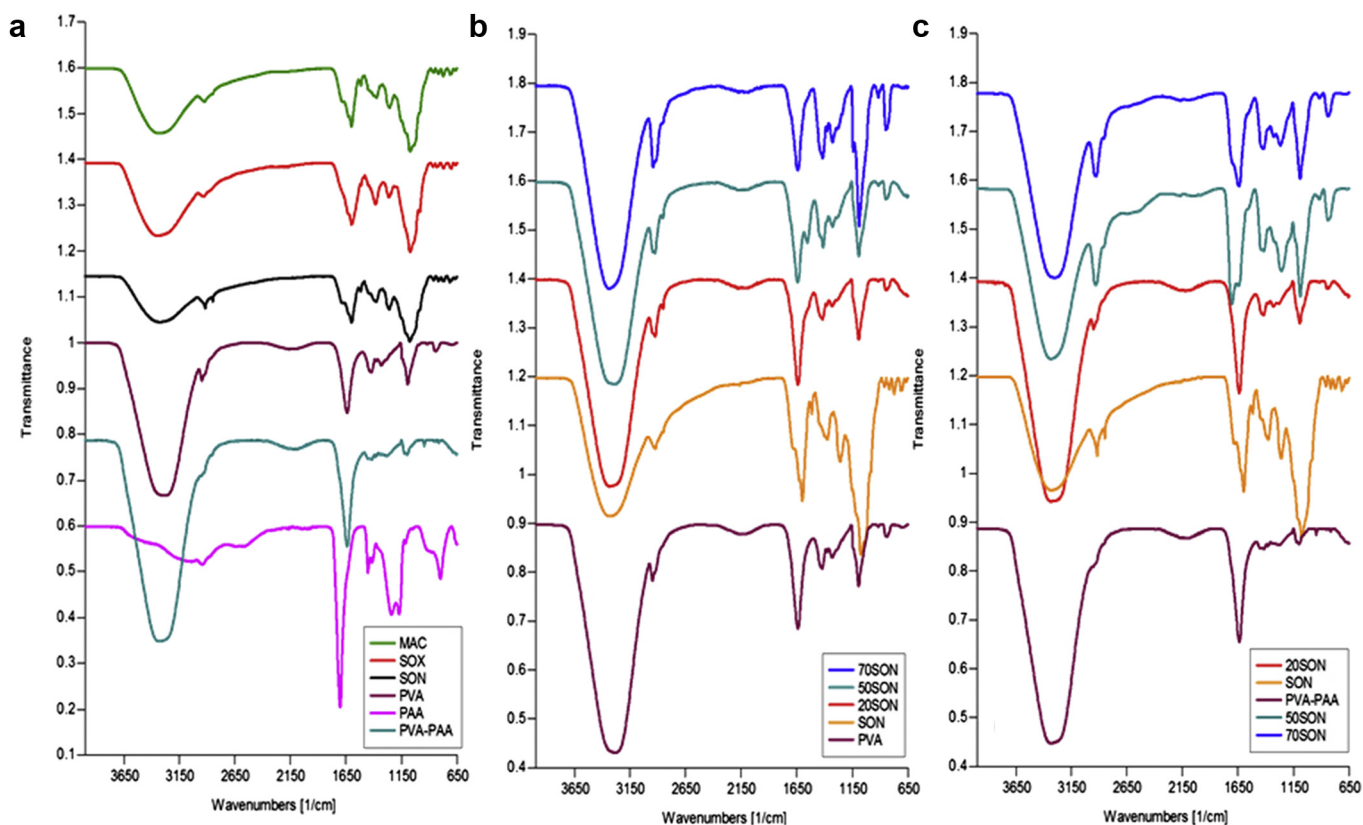 a
1.7
1.6
1.5
1.4
1.3
1.2
1.1
1
0.9
0.8
0.7
0.6
0.5
0.4
0.3
0.2
0.1
Transmittance
MAC
SOX
SON
PVA
PAA
PVA-PAA
3650 3150 2650 2150 1650 1150 650
Wavenumbers [1/cm]
b
1.9
1.8
1.7
1.6
1.5
1.4
1.3
1.2
1.1
1
0.9
0.8
0.7
0.6
0.5
0.4
Transmittance
70SON
50SON
20SON
SON
PVA
3650 3150 2650 2150 1650 1150 650
Wavenumbers [1/cm]
c
1.9
1.8
1.7
1.6
1.5
1.4
1.3
1.2
1.1
1
0.9
0.8
0.7
0.6
0.5
0.4
Transmittance
20SON
SON
PVA-PAA
50SON
70SON
3650 3150 2650 2150 1650 1150 650
Wavenumbers [1/cm]